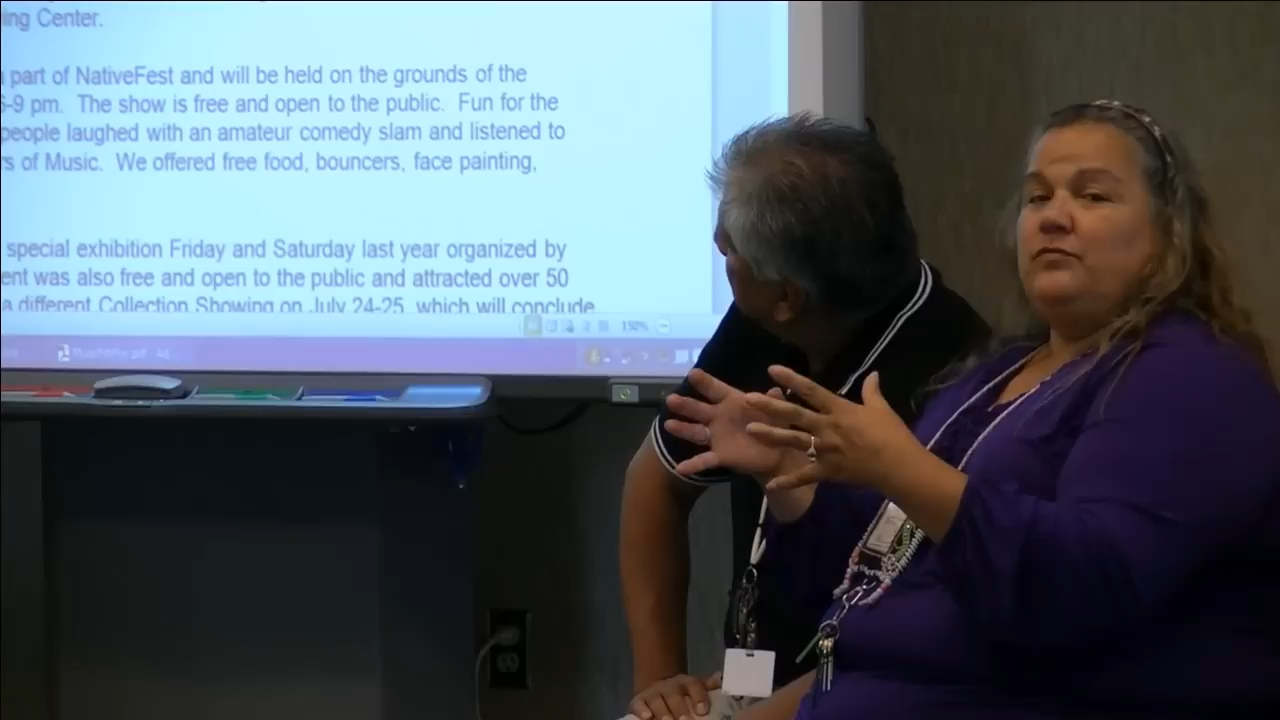 ing Center.
part of NativeFest and will be held on the grounds of the
6-9 pm. The show is free and open to the public. Fun for the
people laughed with an amateur comedy slam and listened to
rs of Music. We offered free food, bouncers, face painting,
special exhibition Friday and Saturday last year organized by
ent was also free and open to the public and attracted over 50
a different Collection Showing on July 24-25, which will conclude
150%